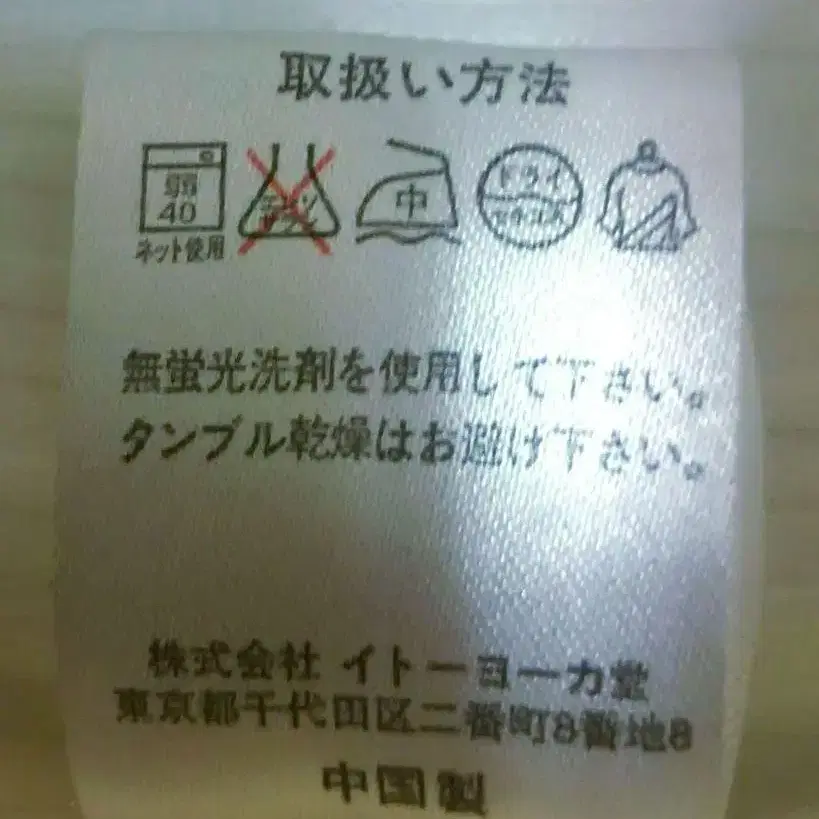 取扱い方法
弱
40
ネット使用
中
ドライ
セキユ系
無蛍光洗剤を使用して下さい。
タンブル乾燥はお避け下さい。
株式会社 イトーヨーカ堂
東京都千代田区二番町8番地8
中国製